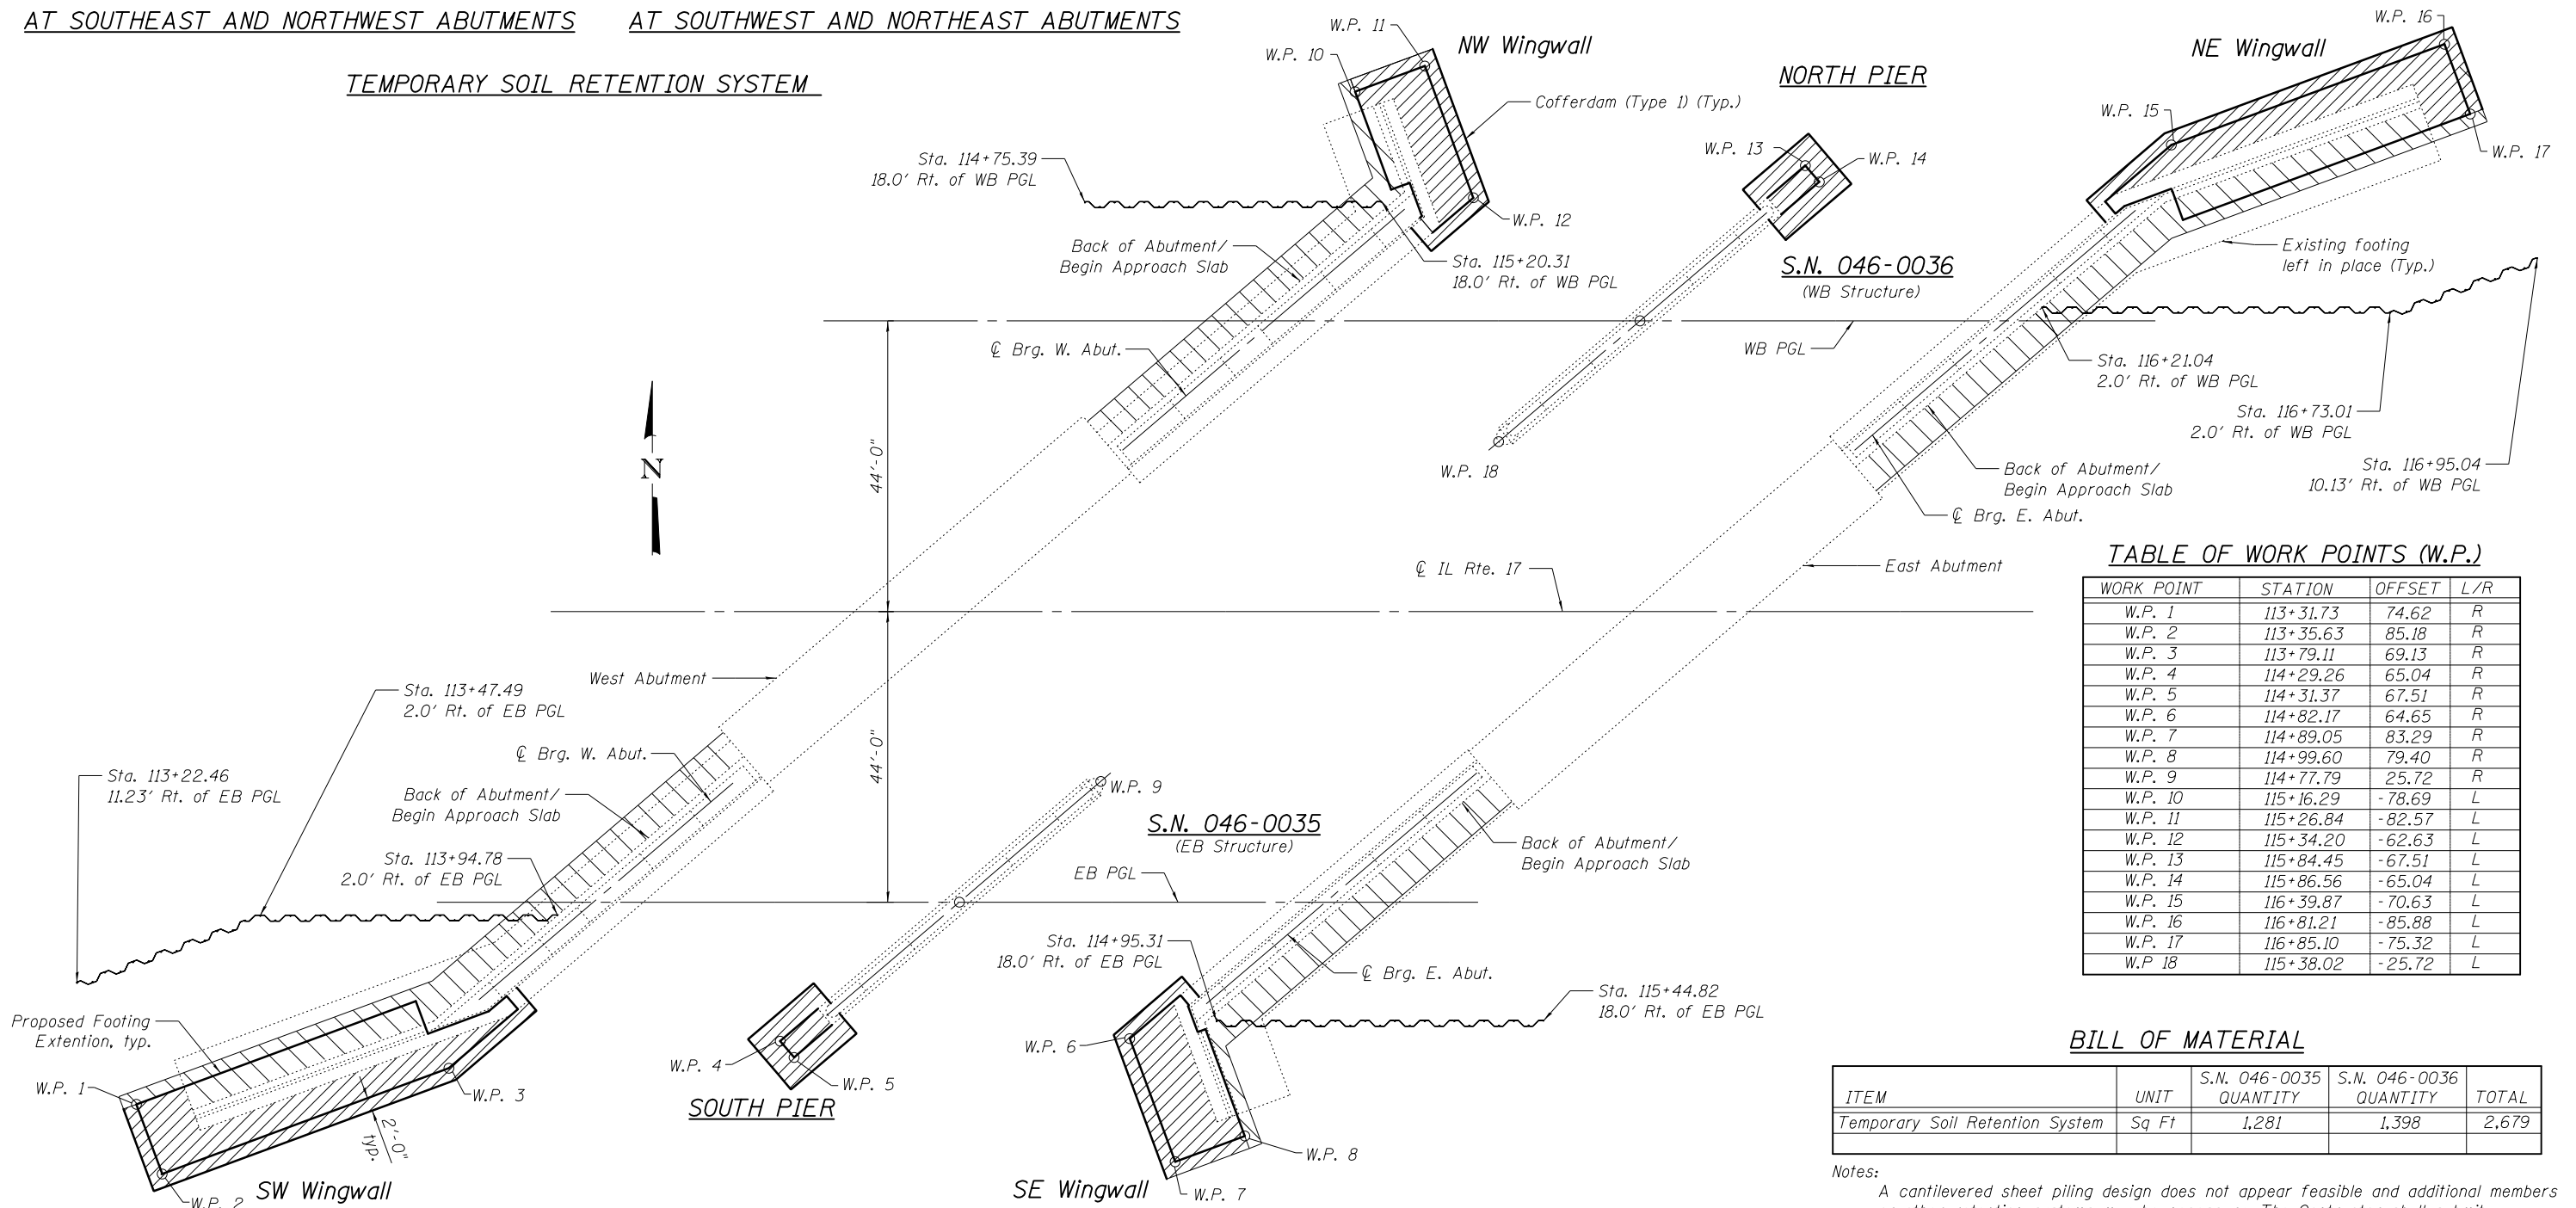 AT SOUTHEAST AND NORTHWEST ABUTMENTS
AT SOUTHWEST AND NORTHEAST ABUTMENTS
TEMPORARY SOIL RETENTION SYSTEM
W.P. 11
W.P. 10
NW Wingwall
Cofferdam (Type 1) (Typ.)
W.P. 12
NORTH PIER
W.P. 13
W.P. 14
W.P. 16
NE Wingwall
W.P. 15
W.P. 17
Sta. 114+75.39
18.0' Rt. of WB PGL
Back of Abutment/
Begin Approach Slab
Sta. 115+20.31
18.0' Rt. of WB PGL
S.N. 046-0036
(WB Structure)
Existing footing
left in place (Typ.)
℄ Brg. W. Abut.
WB PGL
Sta. 116+21.04
2.0' Rt. of WB PGL
Sta. 116+73.01
2.0' Rt. of WB PGL
Sta. 116+95.04
10.13' Rt. of WB PGL
44'-0"
N
W.P. 18
Back of Abutment/
Begin Approach Slab
℄ Brg. E. Abut.
℄ IL Rte. 17
East Abutment
West Abutment
Sta. 113+47.49
2.0' Rt. of EB PGL
44'-0"
℄ Brg. W. Abut.
Sta. 113+22.46
11.23' Rt. of EB PGL
Back of Abutment/
Begin Approach Slab
Sta. 113+94.78
2.0' Rt. of EB PGL
W.P. 9
S.N. 046-0035
(EB Structure)
EB PGL
Back of Abutment/
Begin Approach Slab
Sta. 114+95.31
18.0' Rt. of EB PGL
℄ Brg. E. Abut.
Sta. 115+44.82
18.0' Rt. of EB PGL
Proposed Footing
Extention, typ.
W.P. 1
W.P. 3
2'-0"
typ.
W.P. 2
SW Wingwall
W.P. 4
W.P. 5
SOUTH PIER
W.P. 6
W.P. 8
W.P. 7
SE Wingwall
TABLE OF WORK POINTS (W.P.)
WORK POINT STATION OFFSET L/R
W.P. 1 113+31.73 74.62 R
W.P. 2 113+35.63 85.18 R
W.P. 3 113+79.11 69.13 R
W.P. 4 114+29.26 65.04 R
W.P. 5 114+31.37 67.51 R
W.P. 6 114+82.17 64.65 R
W.P. 7 114+89.05 83.29 R
W.P. 8 114+99.60 79.40 R
W.P. 9 114+77.79 25.72 R
W.P. 10 115+16.29 -78.69 L
W.P. 11 115+26.84 -82.57 L
W.P. 12 115+34.20 -62.63 L
W.P. 13 115+84.45 -67.51 L
W.P. 14 115+86.56 -65.04 L
W.P. 15 116+39.87 -70.63 L
W.P. 16 116+81.21 -85.88 L
W.P. 17 116+85.10 -75.32 L
W.P 18 115+38.02 -25.72 L
BILL OF MATERIAL
ITEM UNIT S.N. 046-0035 QUANTITY S.N. 046-0036 QUANTITY TOTAL
Temporary Soil Retention System Sq Ft 1,281 1,398 2,679
Notes:
A cantilevered sheet piling design does not appear feasible and additional members